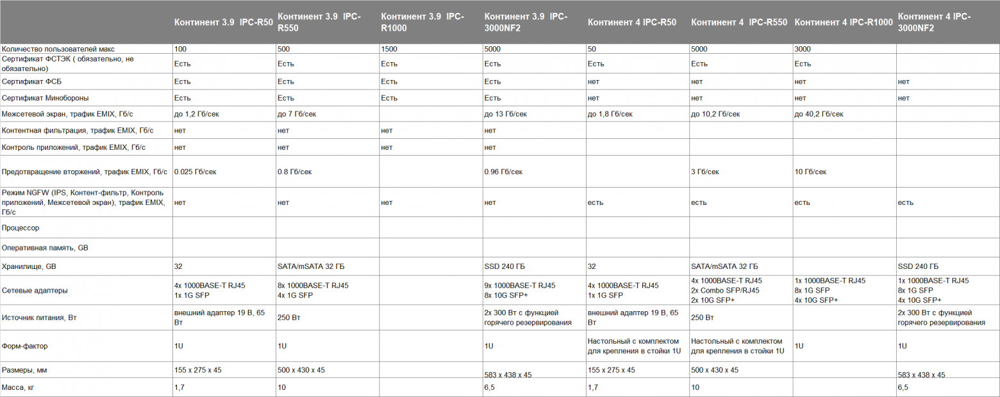 Континент 3.9 IPC-R50 Континент 3.9 IPC-R550 Континент 3.9 IPC-R1000 Континент 3.9 IPC-3000NF2 Континент 4 IPC-R50 Континент 4 IPC-R550 Континент 4 IPC-R1000 Континент 4 IPC-3000NF2
Количество пользователей макс 100 500 1500 5000 50 5000 3000
Сертификат ФСТЭК ( обязательно, не обязательно) Есть Есть Есть Есть Есть Есть Есть
Сертификат ФСБ Есть Есть Есть Есть нет нет нет нет
Сертификат Минобороны Есть Есть Есть Есть нет нет нет нет
Межсетевой экран, трафик EMIX, Гб/с до 1,2 Гб/сек до 7 Гб/сек до 13 Гб/сек до 1,8 Гб/сек до 10,2 Гб/сек до 40,2 Гб/сек
Контентная фильтрация, трафик EMIX, Гб/с нет нет нет нет
Контроль приложений, трафик EMIX, Гб/с нет нет нет нет
Предотвращение вторжений, трафик EMIX, Гб/с 0.025 Гб/сек 0.8 Гб/сек 0.96 Гб/сек 3 Гб/сек 10 Гб/сек
Режим NGFW (IPS, Контент-фильтр, Контроль приложений, Межсетевой экран), трафик EMIX, Гб/с нет нет нет нет есть есть есть есть
Процессор
Оперативная память, GB
Хранилище, GB 32 SATA/mSATA 32 ГБ SSD 240 ГБ 32 SATA/mSATA 32 ГБ SSD 240 ГБ
Сетевые адаптеры 4x 1000BASE-T RJ45 1x 1G SFP 8x 1000BASE-T RJ45 4x 1G SFP 9x 1000BASE-T RJ45 8x 10G SFP+ 4x 1000BASE-T RJ45 1x 1G SFP 4x 1000BASE-T RJ45 2x Combo SFP/RJ45 2x 10G SFP+ 1x 1000BASE-T RJ45 8x 1G SFP 4x 10G SFP+ 1x 1000BASE-T RJ45 8x 1G SFP 4x 10G SFP+
Источник питания, Вт внешний адаптер 19 В, 65 Вт 250 Вт 2x 300 Вт с функцией горячего резервирования внешний адаптер 19 В, 65 Вт 250 Вт 2x 300 Вт с функцией горячего резервирования
Форм-фактор 1U 1U 1U Настольный с комплектом для крепления в стойки 1U Настольный с комплектом для крепления в стойки 1U 1U 1U
Размеры, мм 155 x 275 x 45 500 x 430 x 45 583 x 438 x 45 155 x 275 x 45 500 x 430 x 45 583 x 438 x 45
Масса, кг 1,7 10 6,5 1,7 10 6,5